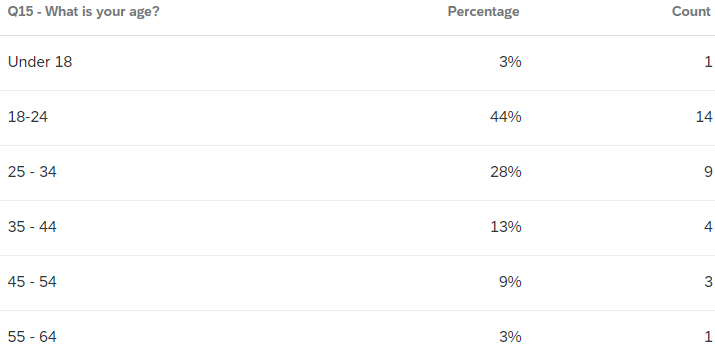 Q15 - What is your age? Percentage Count
Under 18 3% 1
18-24 44% 14
25 - 34 28% 9
35 - 44 13% 4
45 - 54 9% 3
55 - 64 3% 1